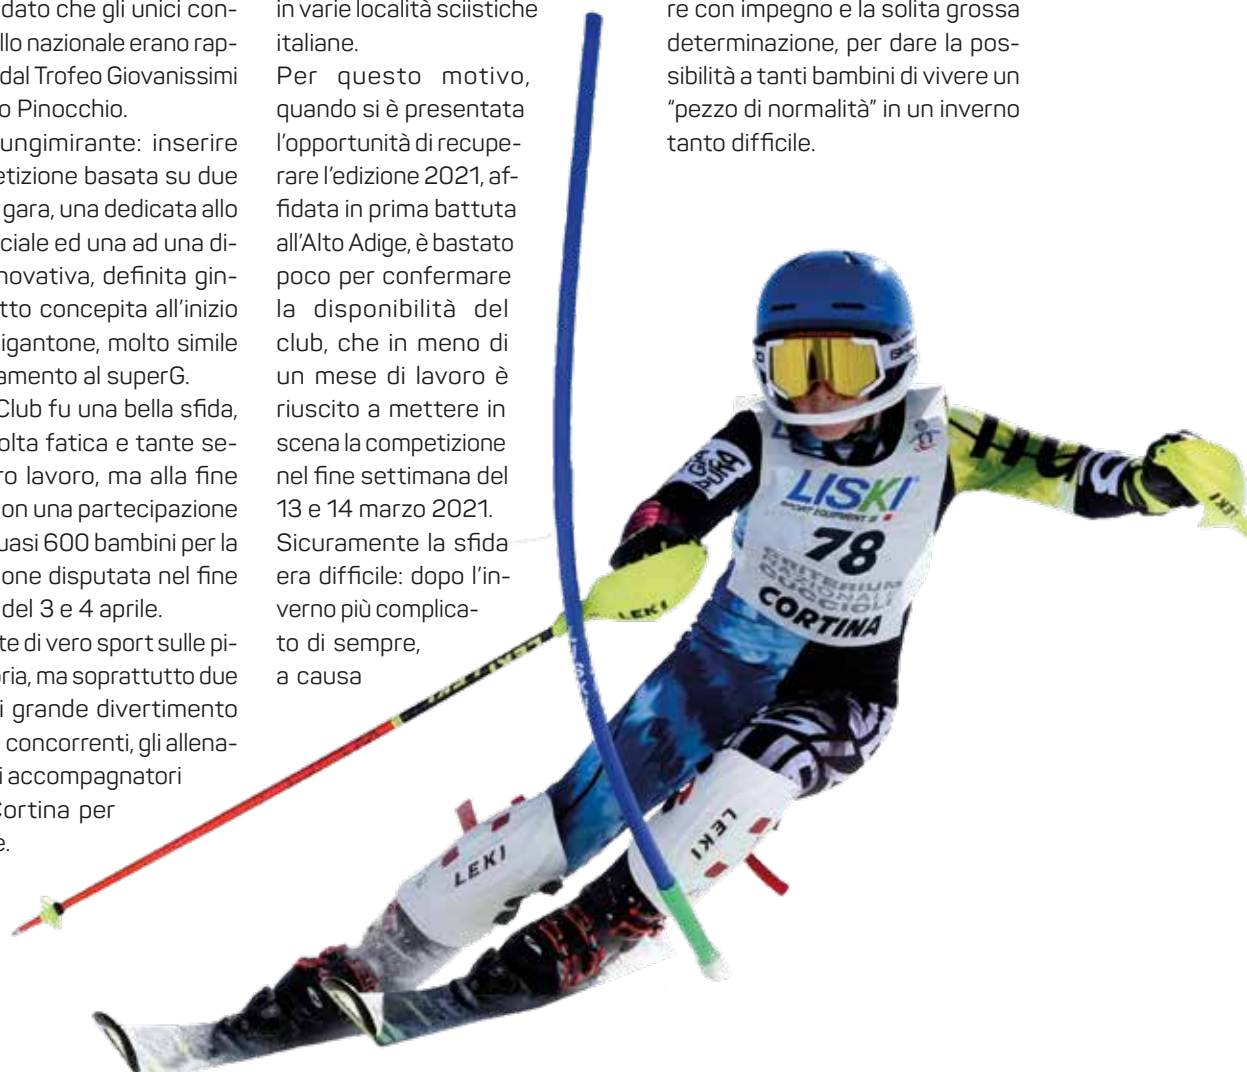 dato che gli unici con-
llo nazionale erano rap-
dal Trofeo Giovanissimi
o Pinocchio.
ungimirante: inserire
etizione basata su due
gara, una dedicata allo
ciale ed una ad una di-
novativa, definita gin-
tto concepita all'inizio
igantone, molto simile
amento al superG.
Club fu una bella sfida,
olta fatica e tante se-
ro lavoro, ma alla fine
on una partecipazione
uasi 600 bambini per la
one disputata nel fine
del 3 e 4 aprile.
te di vero sport sulle pi-
oria, ma soprattutto due
i grande divertimento
concorrenti, gli allena-
i accompagnatori
Cortina per
e.
in varie località sciistiche
italiane.
Per questo motivo,
quando si è presentata
l'opportunità di recupe-
rare l'edizione 2021, af-
fidata in prima battuta
all'Alto Adige, è bastato
poco per confermare
la disponibilità del
club, che in meno di
un mese di lavoro è
riuscito a mettere in
scena la competizione
nel fine settimana del
13 e 14 marzo 2021.
Sicuramente la sfida
era difficile: dopo l'in-
verno più complica-
to di sempre,
a causa
re con impegno e la solita grossa
determinazione, per dare la pos-
sibilità a tanti bambini di vivere un
“pezzo di normalità” in un inverno
tanto difficile.
LISKI
SPORT EQUIPMENT
78
CRITERIUM
NAZIONALE
CUCCIOLI
CORTINA
LEKI
LEKI
LEKI
LEKI
LEKI